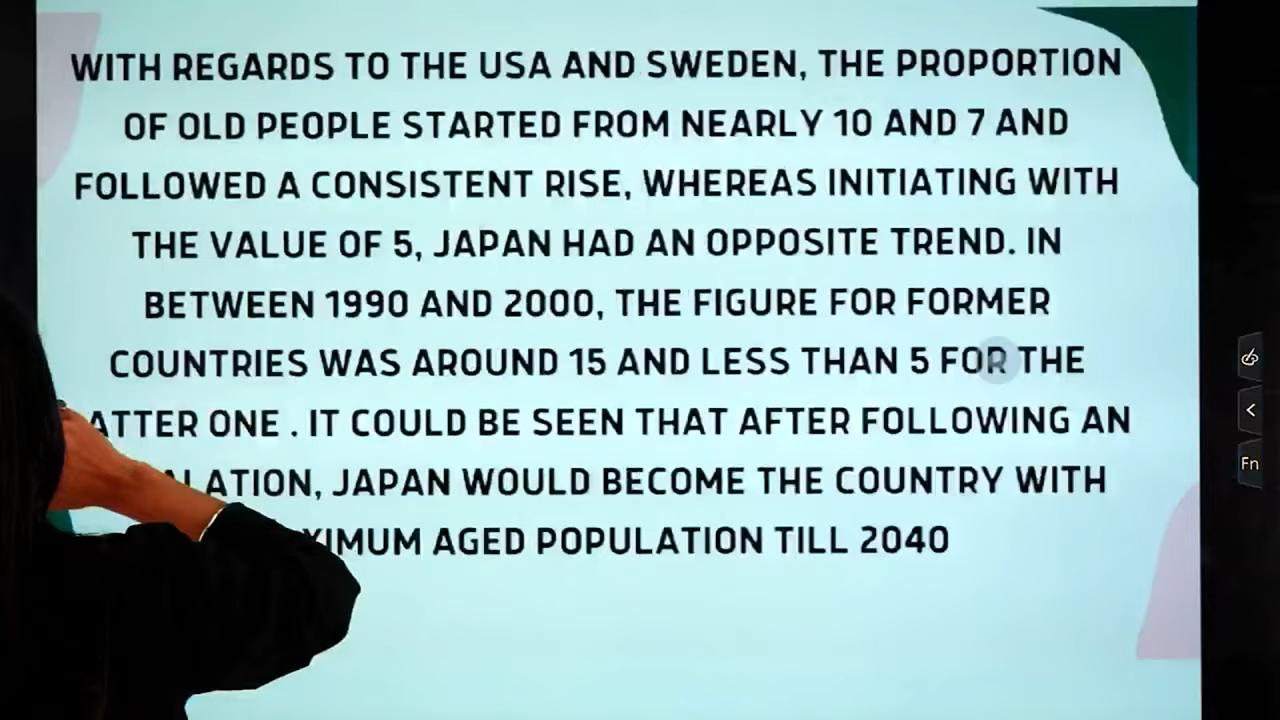 WITH REGARDS TO THE USA AND SWEDEN, THE PROPORTION
OF OLD PEOPLE STARTED FROM NEARLY 10 AND 7 AND
FOLLOWED A CONSISTENT RISE, WHEREAS INITIATING WITH
THE VALUE OF 5, JAPAN HAD AN OPPOSITE TREND. IN
BETWEEN 1990 AND 2000, THE FIGURE FOR FORMER
COUNTRIES WAS AROUND 15 AND LESS THAN 5 FOR THE
ATTER ONE . IT COULD BE SEEN THAT AFTER FOLLOWING AN
ALATION, JAPAN WOULD BECOME THE COUNTRY WITH
XIMUM AGED POPULATION TILL 2040
Fn